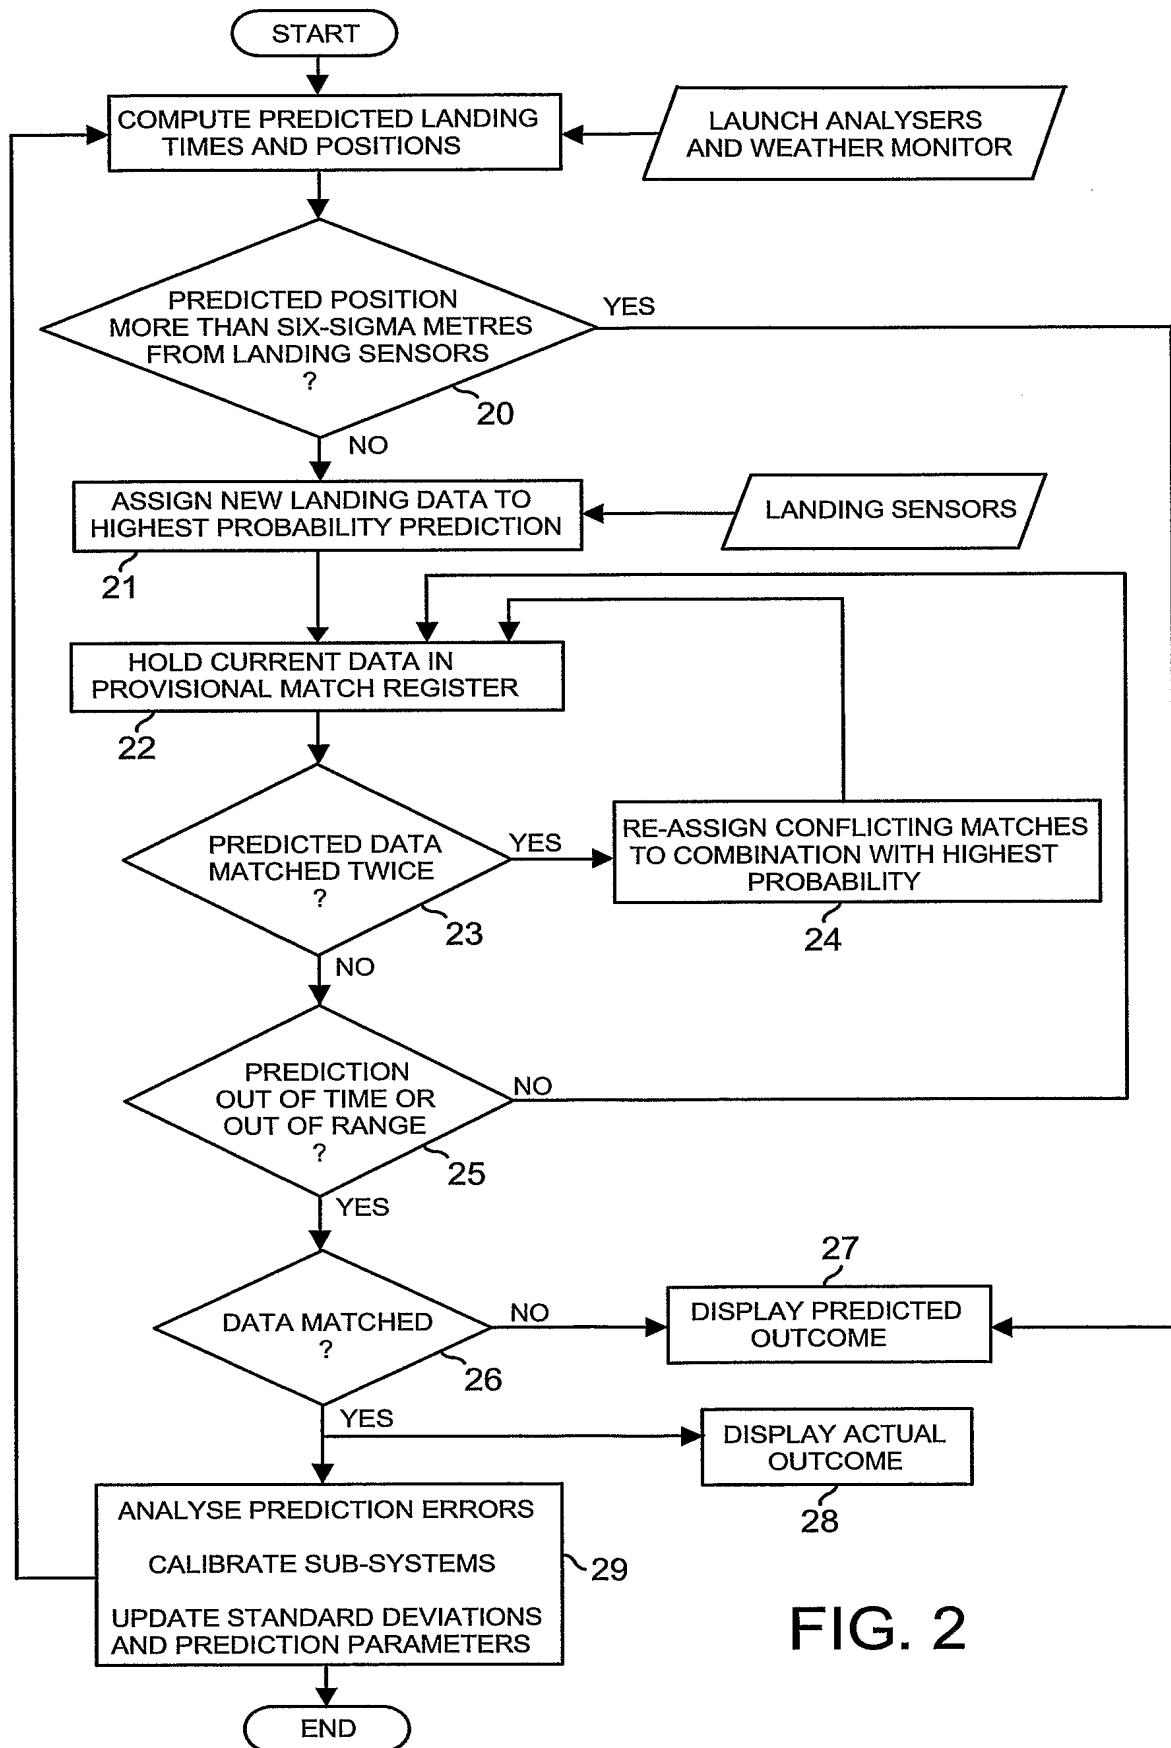 START
COMPUTE PREDICTED LANDING
TIMES AND POSITIONS
LAUNCH ANALYSERS
AND WEATHER MONITOR
PREDICTED POSITION
MORE THAN SIX-SIGMA METRES
FROM LANDING SENSORS
?
YES
20
NO
ASSIGN NEW LANDING DATA TO
HIGHEST PROBABILITY PREDICTION
LANDING SENSORS
21
HOLD CURRENT DATA IN
PROVISIONAL MATCH REGISTER
22
PREDICTED DATA
MATCHED TWICE
?
YES
RE-ASSIGN CONFLICTING MATCHES
TO COMBINATION WITH HIGHEST
PROBABILITY
23
24
NO
PREDICTION
OUT OF TIME OR
OUT OF RANGE
?
NO
25
YES
27
DATA MATCHED
?
NO
DISPLAY PREDICTED
OUTCOME
26
YES
DISPLAY ACTUAL
OUTCOME
28
ANALYSE PREDICTION ERRORS
CALIBRATE SUB-SYSTEMS
UPDATE STANDARD DEVIATIONS
AND PREDICTION PARAMETERS
29
FIG. 2
END